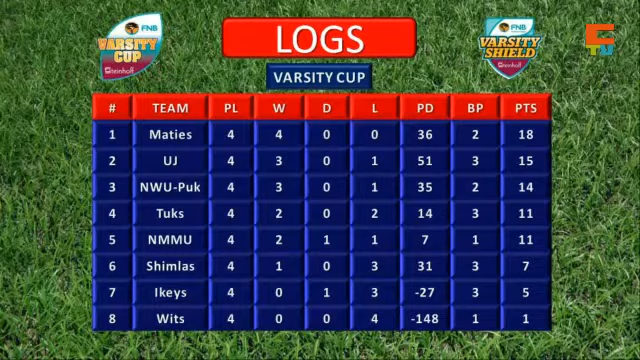 FNB
VARSITY
CUP
Steinhoff
LOGS
FNB
VARSITY
SHIELD
Steinhoff
TV
VARSITY CUP
# TEAM PL W D L PD BP PTS
1 Maties 4 4 0 0 36 2 18
2 UJ 4 3 0 1 51 3 15
3 NWU-Puk 4 3 0 1 35 2 14
4 Tuks 4 2 0 2 14 3 11
5 NMMU 4 2 1 1 7 1 11
6 Shimlas 4 1 0 3 31 3 7
7 Ikeys 4 0 1 3 -27 3 5
8 Wits 4 0 0 4 -148 1 1